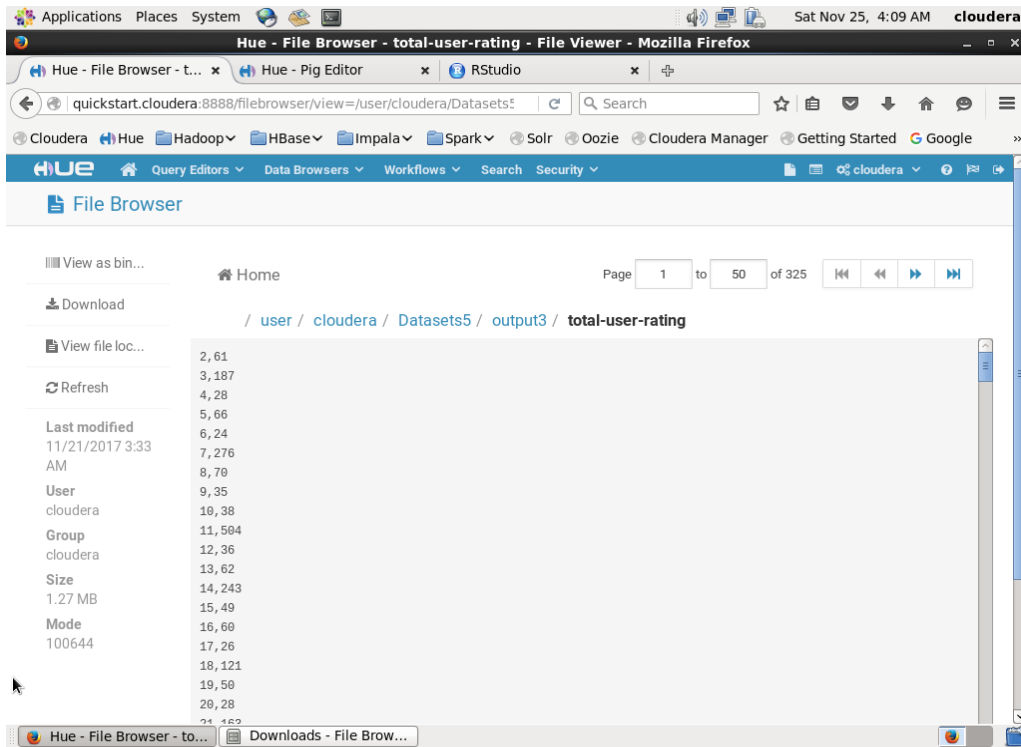 Applications Places System Sat Nov 25, 4:09 AM cloudera
Hue - File Browser - total-user-rating - File Viewer - Mozilla Firefox
Hue - File Browser - t... Hue - Pig Editor RStudio
quickstart.cloudera:8888/filebrowser/view=/user/cloudera/Datasets5 Search
Cloudera Hue Hadoop HBase Impala Spark Solr Oozie Cloudera Manager Getting Started Google »
HUE Query Editors Data Browsers Workflows Search Security cloudera
File Browser
View as bin...
Home Page 1 to 50 of 325
Download
/ user / cloudera / Datasets5 / output3 / total-user-rating
View file loc...
Refresh
Last modified
11/21/2017 3:33
AM
User
cloudera
Group
cloudera
Size
1.27 MB
Mode
100644
2,61
3,187
4,28
5,66
6,24
7,276
8,70
9,35
10,38
11,504
12,36
13,62
14,243
15,49
16,60
17,26
18,121
19,50
20,28
21,163
Hue - File Browser - to... Downloads - File Brow...